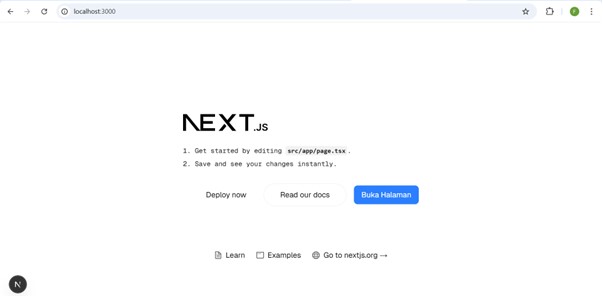 localhost:3000
F
NEXT.JS
1. Get started by editing src/app/page.tsx.
2. Save and see your changes instantly.
Deploy now Read our docs Buka Halaman
Learn Examples Go to nextjs.org →
N